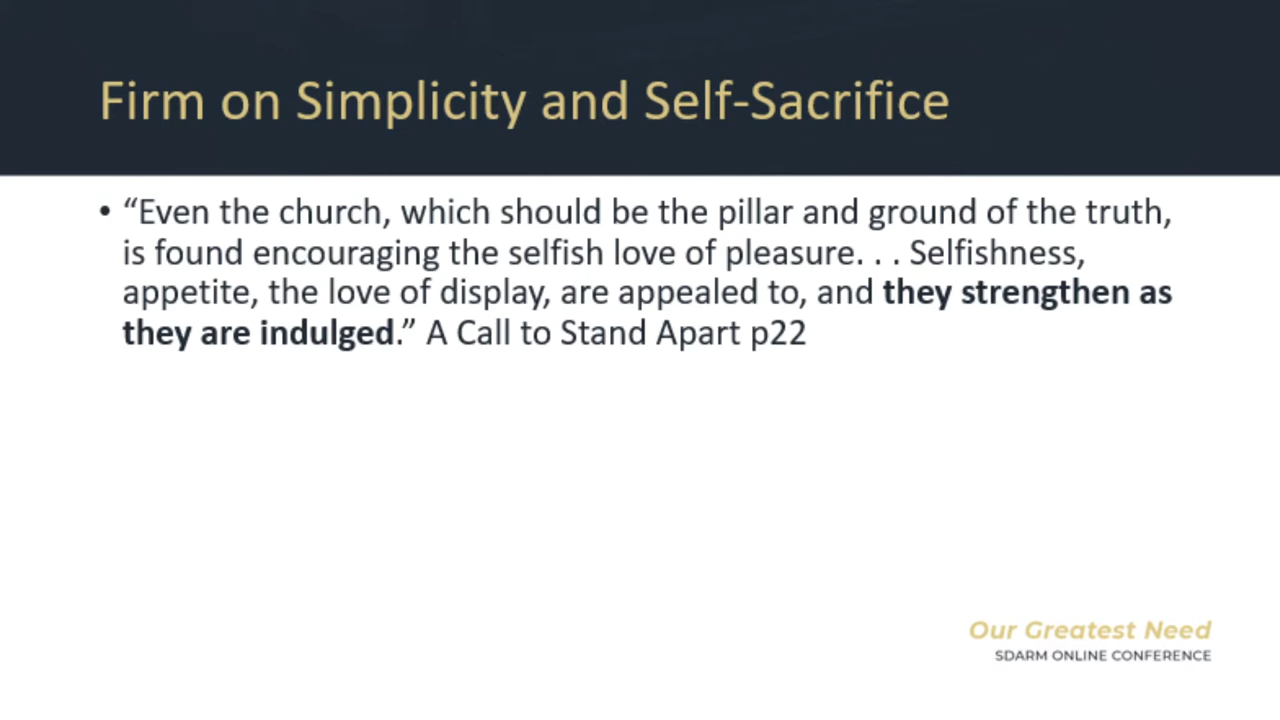 Firm on Simplicity and Self-Sacrifice
• “Even the church, which should be the pillar and ground of the truth,
is found encouraging the selfish love of pleasure. . . Selfishness,
appetite, the love of display, are appealed to, and they strengthen as
they are indulged.” A Call to Stand Apart p22
Our Greatest Need
SDARM ONLINE CONFERENCE